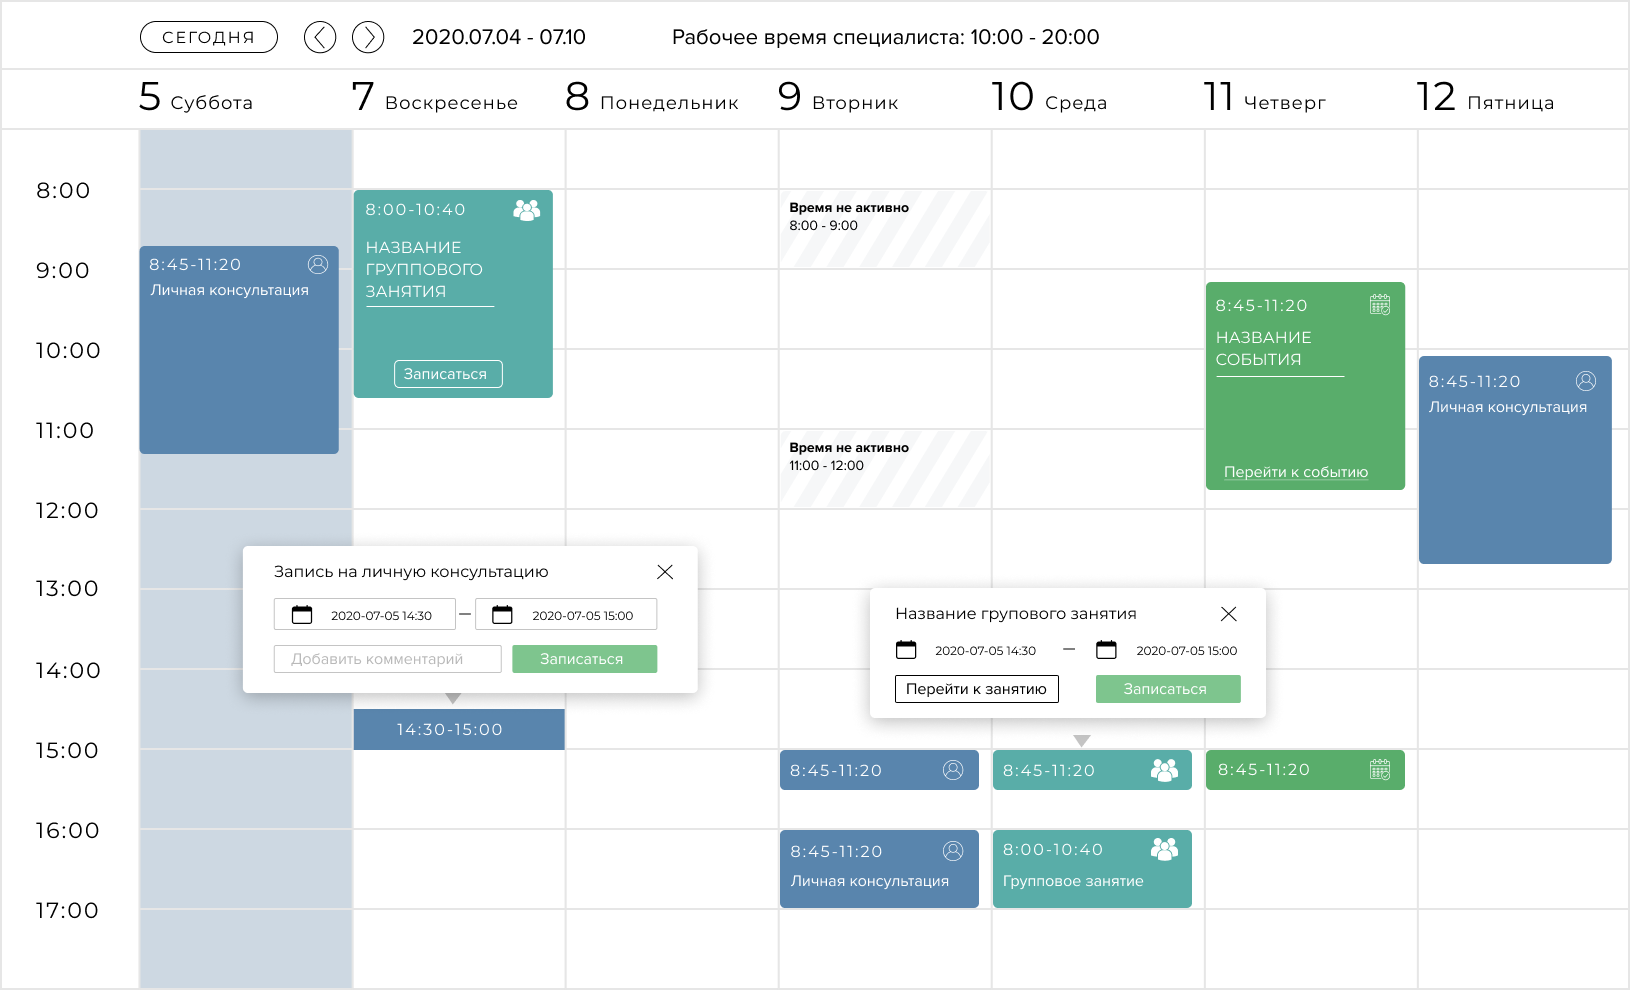 СЕГОДНЯ
2020.07.04 - 07.10
Рабочее время специалиста: 10:00 - 20:00
5 Суббота
7 Воскресенье
8 Понедельник
9 Вторник
10 Среда
11 Четверг
12 Пятница
8:00
9:00
10:00
11:00
12:00
13:00
14:00
15:00
16:00
17:00
8:45-11:20
Личная консультация
8:00-10:40
НАЗВАНИЕ
ГРУППОВОГО
ЗАНЯТИЯ
Записаться
Время не активно
8:00 - 9:00
Время не активно
11:00 - 12:00
8:45-11:20
НАЗВАНИЕ
СОБЫТИЯ
Перейти к событию
8:45-11:20
Личная консультация
Запись на личную консультацию
2020-07-05 14:30 — 2020-07-05 15:00
Добавить комментарий
Записаться
14:30-15:00
Название групового занятия
2020-07-05 14:30 — 2020-07-05 15:00
Перейти к занятию
Записаться
8:45-11:20
8:45-11:20
8:45-11:20
8:45-11:20
Личная консультация
8:00-10:40
Групповое занятие